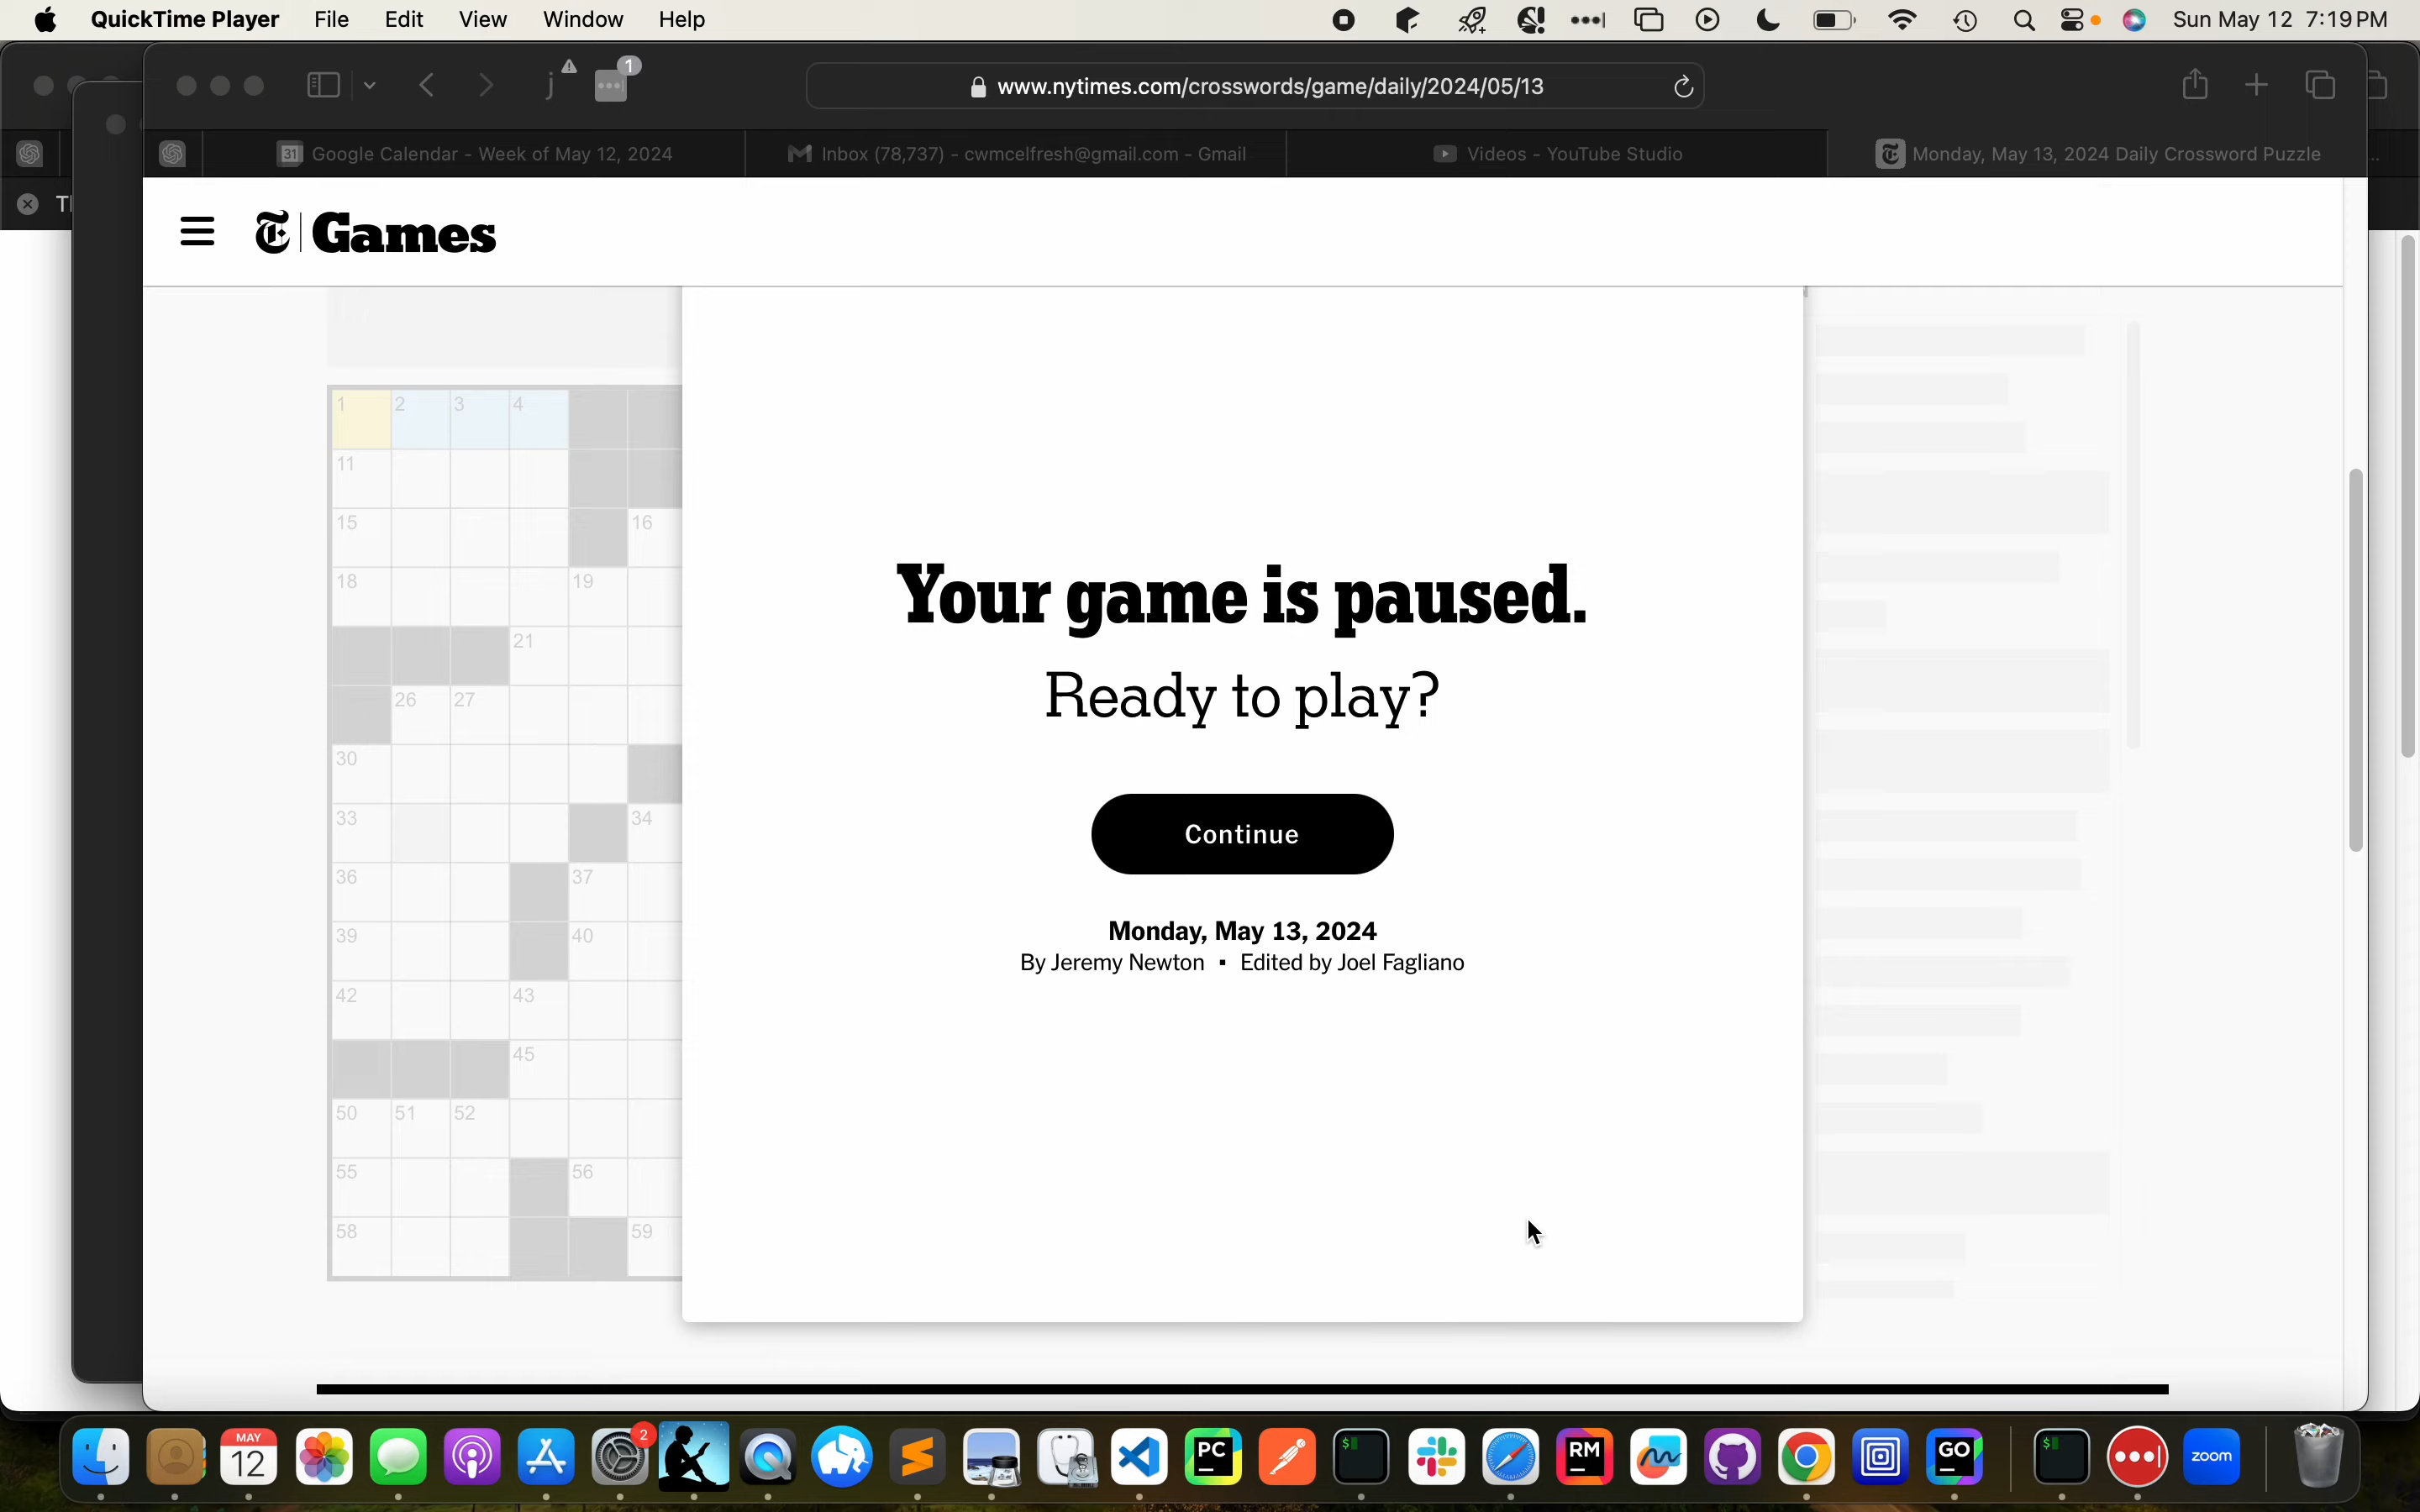 QuickTime Player File Edit View Window Help Sun May 12 7:19 PM
1
www.nytimes.com/crosswords/game/daily/2024/05/13
31 Google Calendar - Week of May 12, 2024
Inbox (78,737) - cwmcelfresh@gmail.com - Gmail
Videos - YouTube Studio
Monday, May 13, 2024 Daily Crossword Puzzle
T Games
1 2 3 4
11
15 16
18 19
21
26 27
30
33 34
36 37
39 40
42 43
45
50 51 52
55 56
58 59
Your game is paused.
Ready to play?
Continue
Monday, May 13, 2024
By Jeremy Newton ▪ Edited by Joel Fagliano
MAY
12
2
PC
$
RM
GO
$
zoom